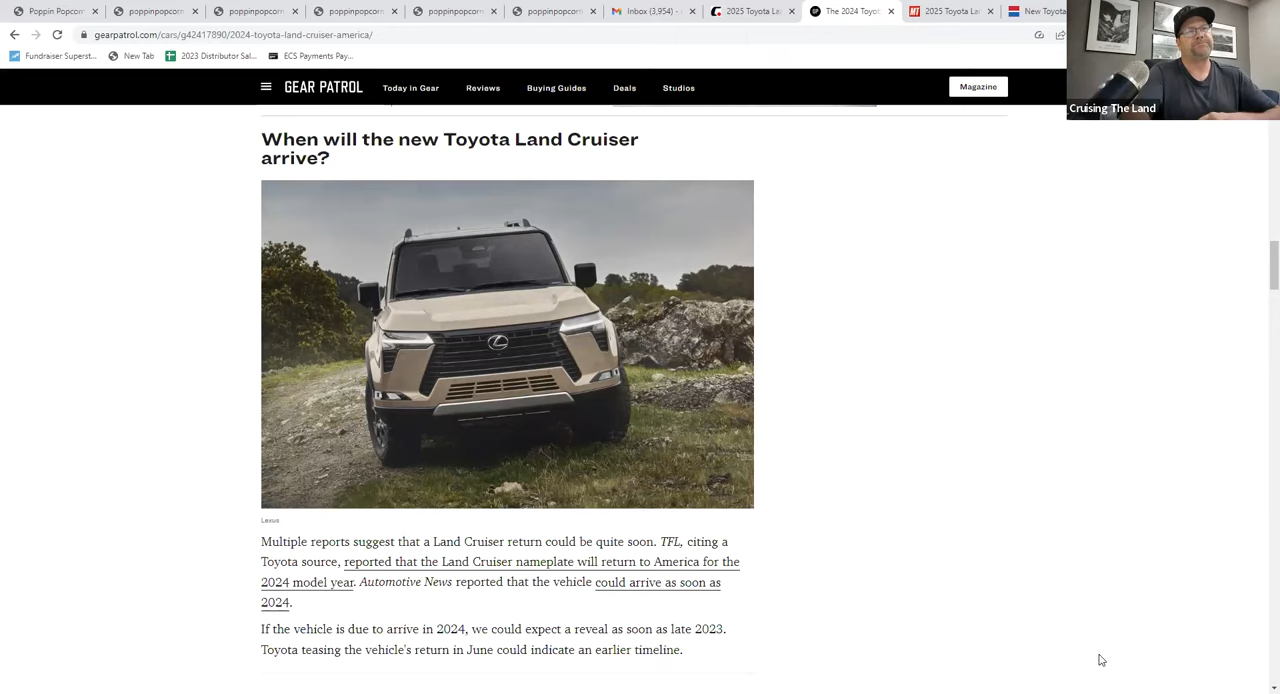 Poppin Popcorn
poppinpopcorn
poppinpopcorn
poppinpopcorn
poppinpopcorn
poppinpopcorn
Inbox (3,954) -
2025 Toyota La
The 2024 Toyot
MT
2025 Toyota La
New Toyota
gearpatrol.com/cars/g42417890/2024-toyota-land-cruiser-america/
Fundraiser Superst...
New Tab
2023 Distributor Sal...
ECS Payments Pay...
GEAR PATROL
Today in Gear
Reviews
Buying Guides
Deals
Studios
Magazine
Cruising The Land
When will the new Toyota Land Cruiser
arrive?
Lexus
Multiple reports suggest that a Land Cruiser return could be quite soon. TFL, citing a
Toyota source, reported that the Land Cruiser nameplate will return to America for the
2024 model year. Automotive News reported that the vehicle could arrive as soon as
2024.
If the vehicle is due to arrive in 2024, we could expect a reveal as soon as late 2023.
Toyota teasing the vehicle's return in June could indicate an earlier timeline.